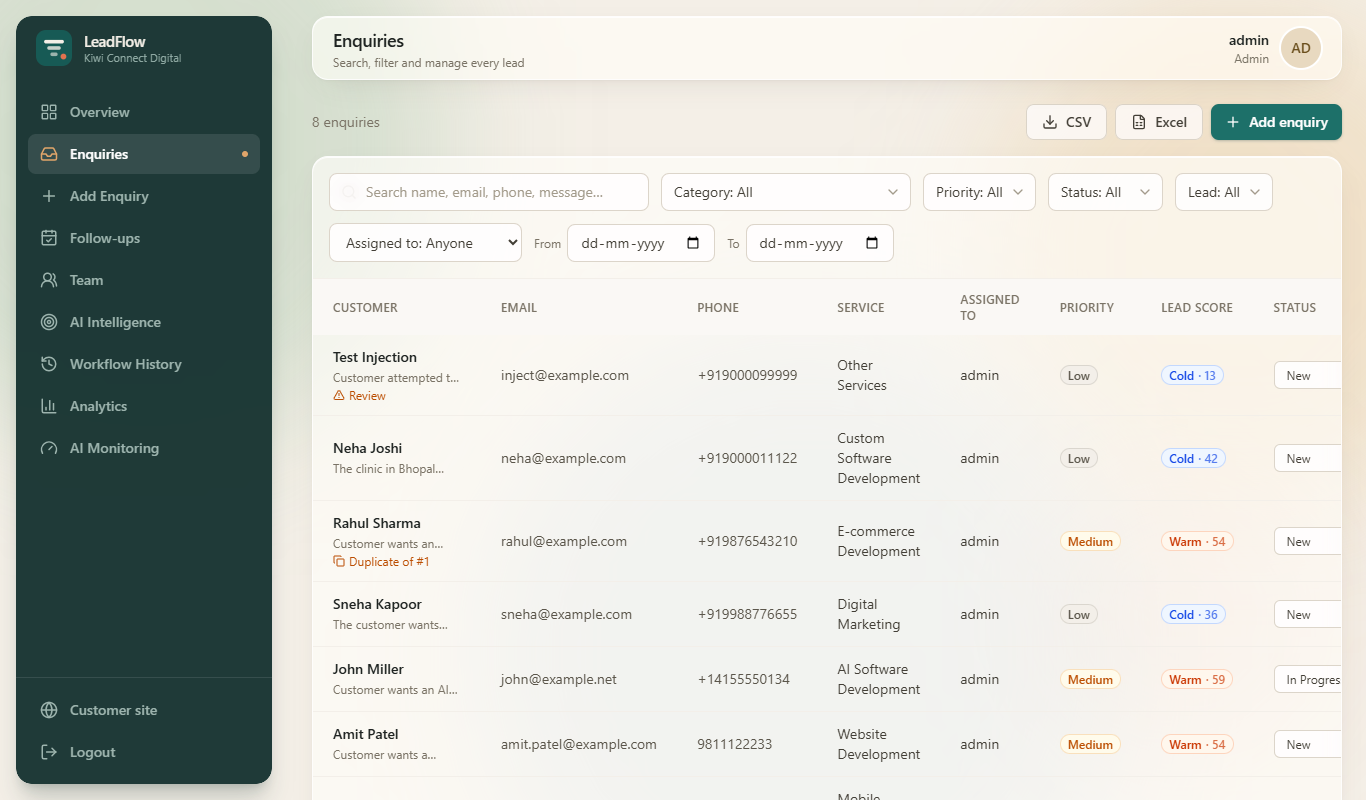 LeadFlow
Kiwi Connect Digital
Overview
Enquiries
Add Enquiry
Follow-ups
Team
AI Intelligence
Workflow History
Analytics
AI Monitoring
Customer site
Logout
Enquiries
Search, filter and manage every lead
admin
Admin
AD
8 enquiries
CSV
Excel
Add enquiry
Search name, email, phone, message...
Category: All
Priority: All
Status: All
Lead: All
Assigned to: Anyone
From
dd-mm-yyyy
To
dd-mm-yyyy
CUSTOMER
EMAIL
PHONE
SERVICE
ASSIGNED
TO
PRIORITY
LEAD SCORE
STATUS
Test Injection
Customer attempted t...
Review
inject@example.com
+919000099999
Other
Services
admin
Low
Cold · 13
New
Neha Joshi
The clinic in Bhopal...
neha@example.com
+919000011122
Custom
Software
Development
admin
Low
Cold · 42
New
Rahul Sharma
Customer wants an...
Duplicate of #1
rahul@example.com
+919876543210
E-commerce
Development
admin
Medium
Warm · 54
New
Sneha Kapoor
The customer wants...
sneha@example.com
+919988776655
Digital
Marketing
admin
Low
Cold · 36
New
John Miller
Customer wants an AI...
john@example.net
+14155550134
AI Software
Development
admin
Medium
Warm · 59
In Progres
Amit Patel
Customer wants a...
amit.patel@example.com
9811122233
Website
Development
admin
Medium
Warm · 54
New
Mobile